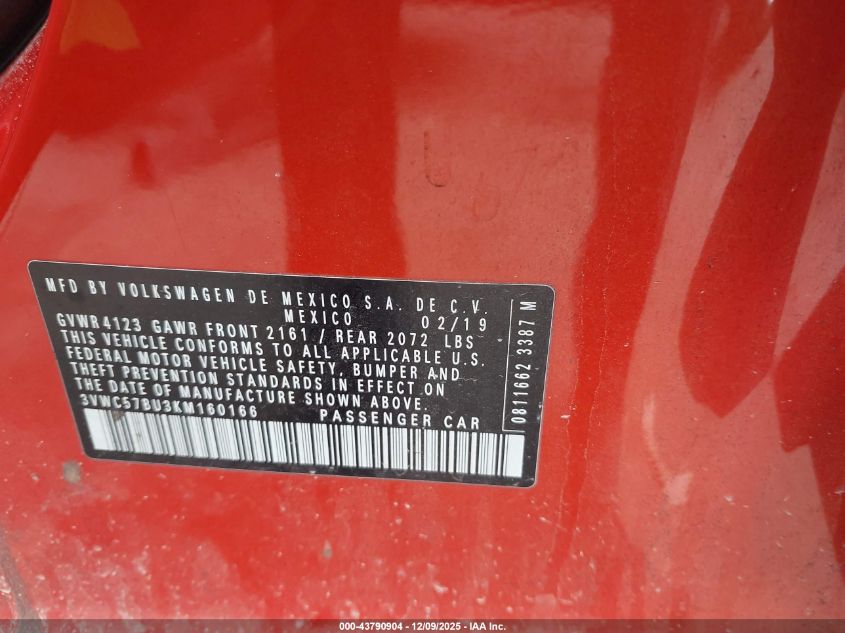 MFD BY VOLKSWAGEN DE MEXICO S.A. DE C.V.
MEXICO 02/19
GVWR4123 GAWR FRONT 2161 / REAR 2072 LBS
THIS VEHICLE CONFORMS TO ALL APPLICABLE U.S.
FEDERAL MOTOR VEHICLE SAFETY, BUMPER AND
THEFT PREVENTION STANDARDS IN EFFECT ON
THE DATE OF MANUFACTURE SHOWN ABOVE.
3VWC57BU3KM160166 PASSENGER CAR
0811662 3387 M
000-43790904 - 12/09/2025 - IAA Inc.